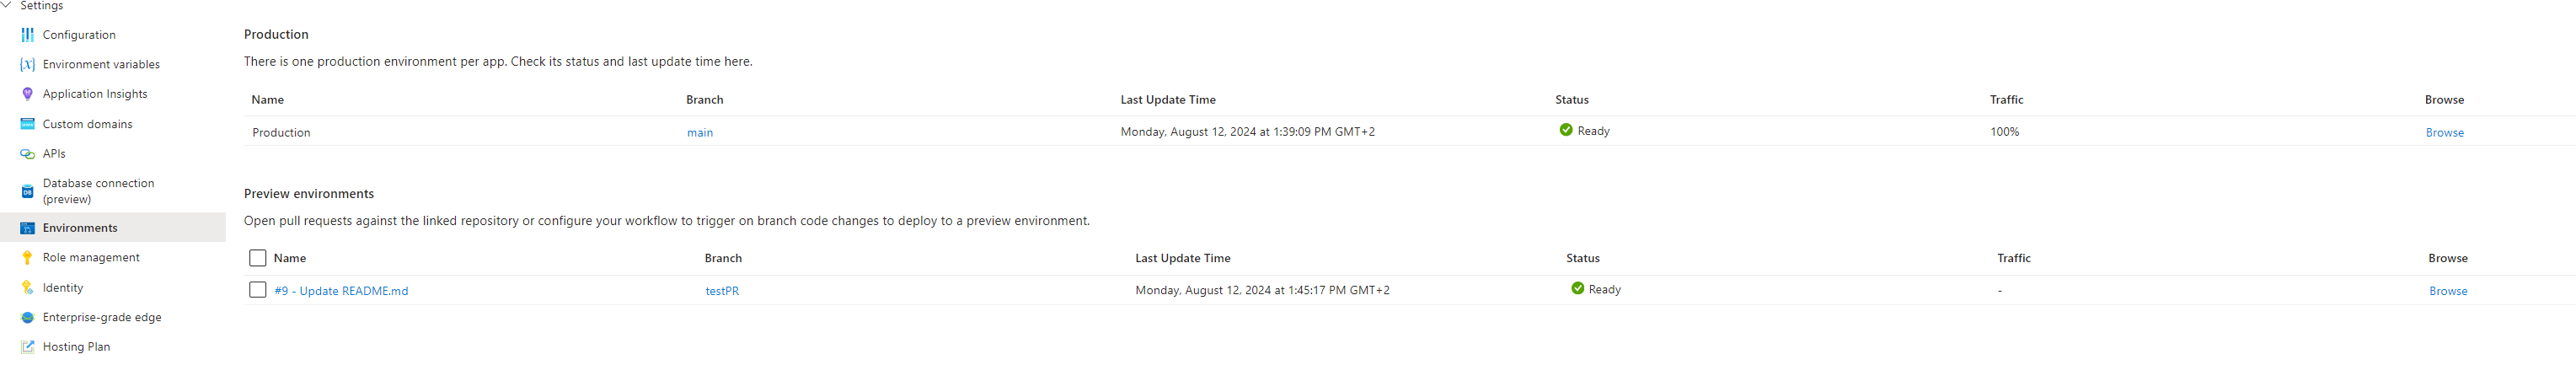 Settings
Configuration
Environment variables
Application Insights
Custom domains
APIs
Database connection
(preview)
Environments
Role management
Identity
Enterprise-grade edge
Hosting Plan
Production
There is one production environment per app. Check its status and last update time here.
Name Branch Last Update Time Status Traffic Browse
Production main Monday, August 12, 2024 at 1:39:09 PM GMT+2 Ready 100% Browse
Preview environments
Open pull requests against the linked repository or configure your workflow to trigger on branch code changes to deploy to a preview environment.
Name Branch Last Update Time Status Traffic Browse
#9 - Update README.md testPR Monday, August 12, 2024 at 1:45:17 PM GMT+2 Ready - Browse